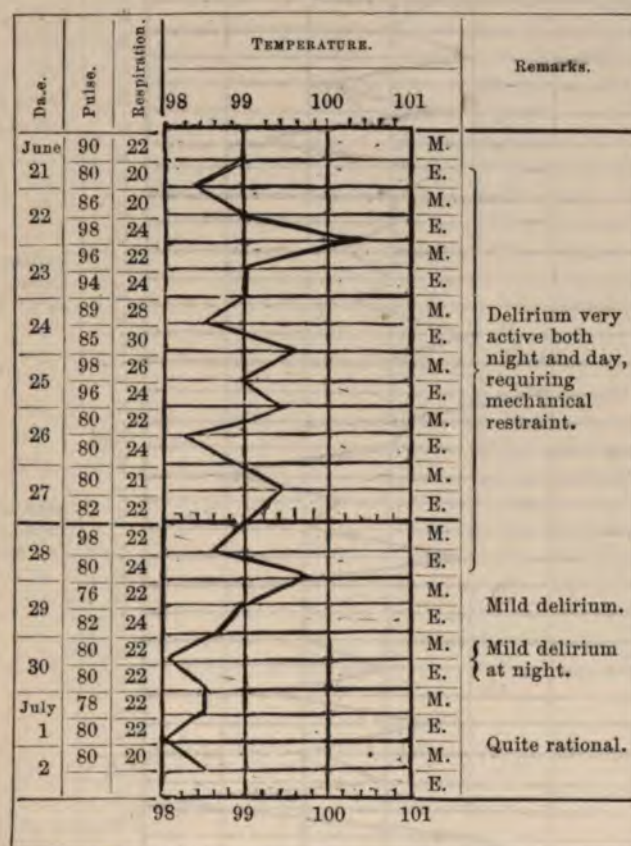 Da.e.
Pulse.
Respiration.
TEMPERATURE.
Remarks.
98 99 100 101
June 90 22 M.
21 80 20 E.
22 86 20 M.
98 24 E.
23 96 22 M.
94 24 E.
24 89 28 M.
85 30 E.
25 98 26 M.
96 24 E.
26 80 22 M.
80 24 E.
27 80 21 M.
82 22 E.
28 98 22 M.
80 24 E.
Delirium very
active both
night and day,
requiring
mechanical
restraint.
29 76 22 M.
82 24 E.
Mild delirium.
30 80 22 M.
80 22 E.
Mild delirium
at night.
July 78 22 M.
1 80 22 E.
2 80 20 M.
E.
Quite rational.
98 99 100 101